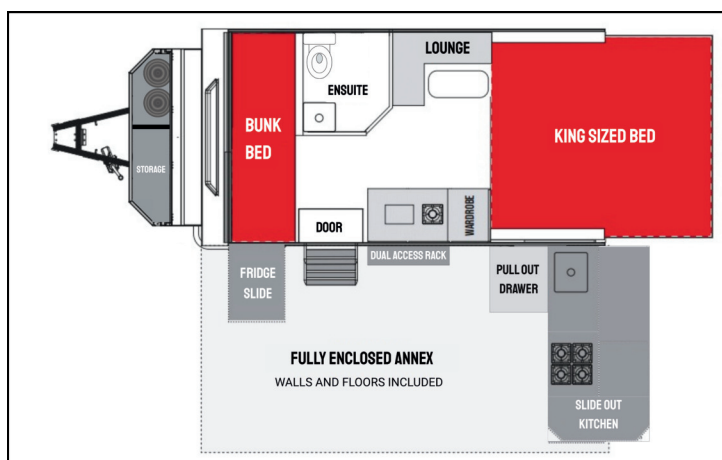 LOUNGE
ENSUITE
BUNK
BED
KING SIZED BED
STORAGE
WARDROBE
DOOR
DUAL ACCESS RACK
FRIDGE
SLIDE
PULL OUT
DRAWER
FULLY ENCLOSED ANNEX
WALLS AND FLOORS INCLUDED
SLIDE OUT
KITCHEN